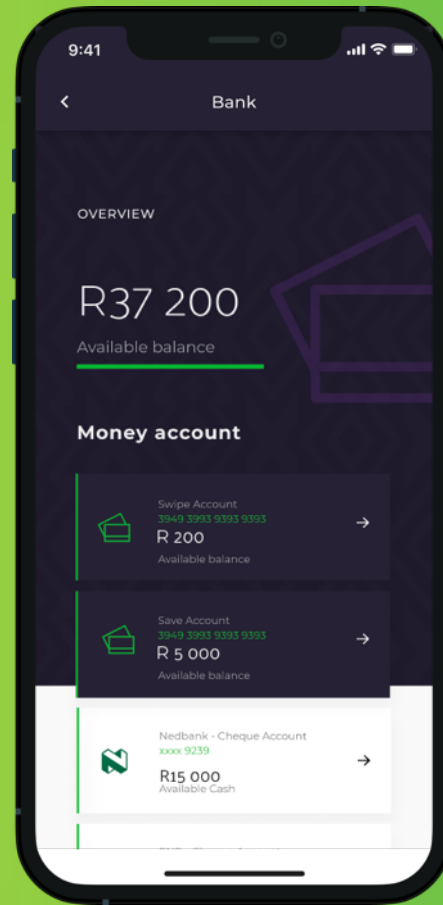 9:41
Bank
OVERVIEW
R37 200
Available balance
Money account
Swipe Account
3949 3993 9393 9393
R 200
Available balance
Save Account
3949 3993 9393 9393
R 5 000
Available balance
Nedbank - Cheque Account
xxxx 9239
R15 000
Available Cash